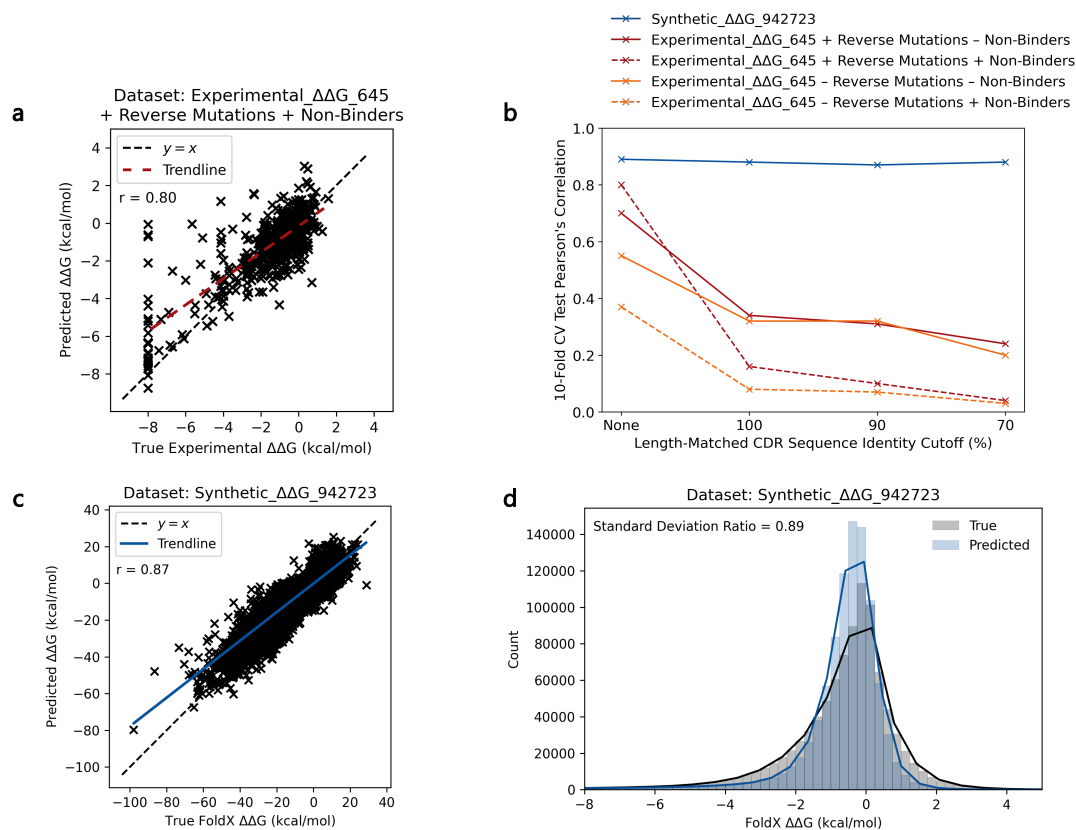 Synthetic_ΔΔG_942723
Experimental_ΔΔG_645 + Reverse Mutations – Non-Binders
Experimental_ΔΔG_645 + Reverse Mutations + Non-Binders
Experimental_ΔΔG_645 – Reverse Mutations – Non-Binders
Experimental_ΔΔG_645 – Reverse Mutations + Non-Binders
a
Dataset: Experimental_ΔΔG_645
+ Reverse Mutations + Non-Binders
y = x
Trendline
r = 0.80
4
2
0
−2
−4
−6
−8
Predicted ΔΔG (kcal/mol)
−8
−6
−4
−2
0
2
4
True Experimental ΔΔG (kcal/mol)
b
1.0
0.8
0.6
0.4
0.2
0.0
10-Fold CV Test Pearson's Correlation
None
100
90
70
Length-Matched CDR Sequence Identity Cutoff (%)
c
Dataset: Synthetic_ΔΔG_942723
y = x
Trendline
r = 0.87
40
20
0
−20
−40
−60
−80
−100
Predicted ΔΔG (kcal/mol)
−100
−80
−60
−40
−20
0
20
40
True FoldX ΔΔG (kcal/mol)
d
Dataset: Synthetic_ΔΔG_942723
Standard Deviation Ratio = 0.89
True
Predicted
140000
120000
100000
80000
60000
40000
20000
0
Count
−8
−6
−4
−2
0
2
4
FoldX ΔΔG (kcal/mol)